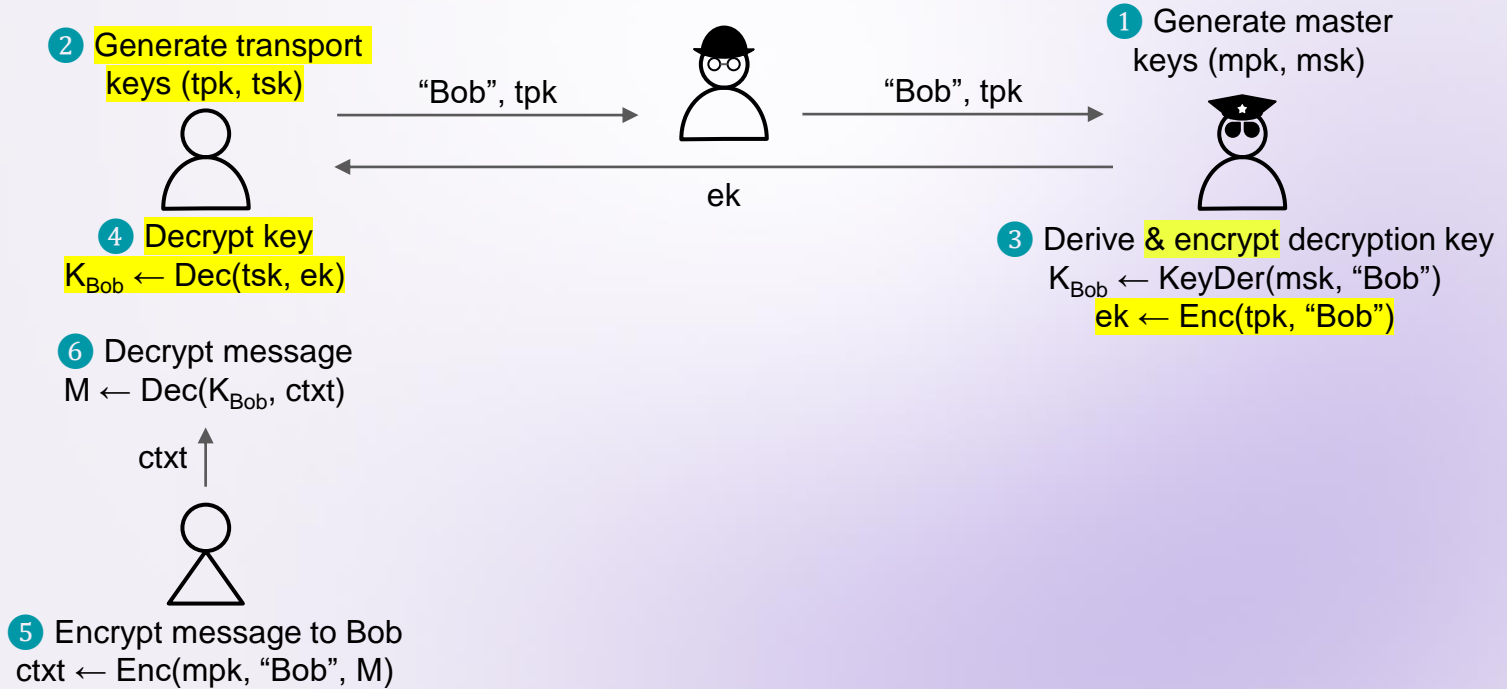 ❷ Generate transport
keys (tpk, tsk)
“Bob”, tpk
“Bob”, tpk
❶ Generate master
keys (mpk, msk)
ek
❹ Decrypt key
K_Bob ← Dec(tsk, ek)
❸ Derive & encrypt decryption key
K_Bob ← KeyDer(msk, “Bob”)
ek ← Enc(tpk, “Bob”)
❻ Decrypt message
M ← Dec(K_Bob, ctxt)
ctxt
❺ Encrypt message to Bob
ctxt ← Enc(mpk, “Bob”, M)